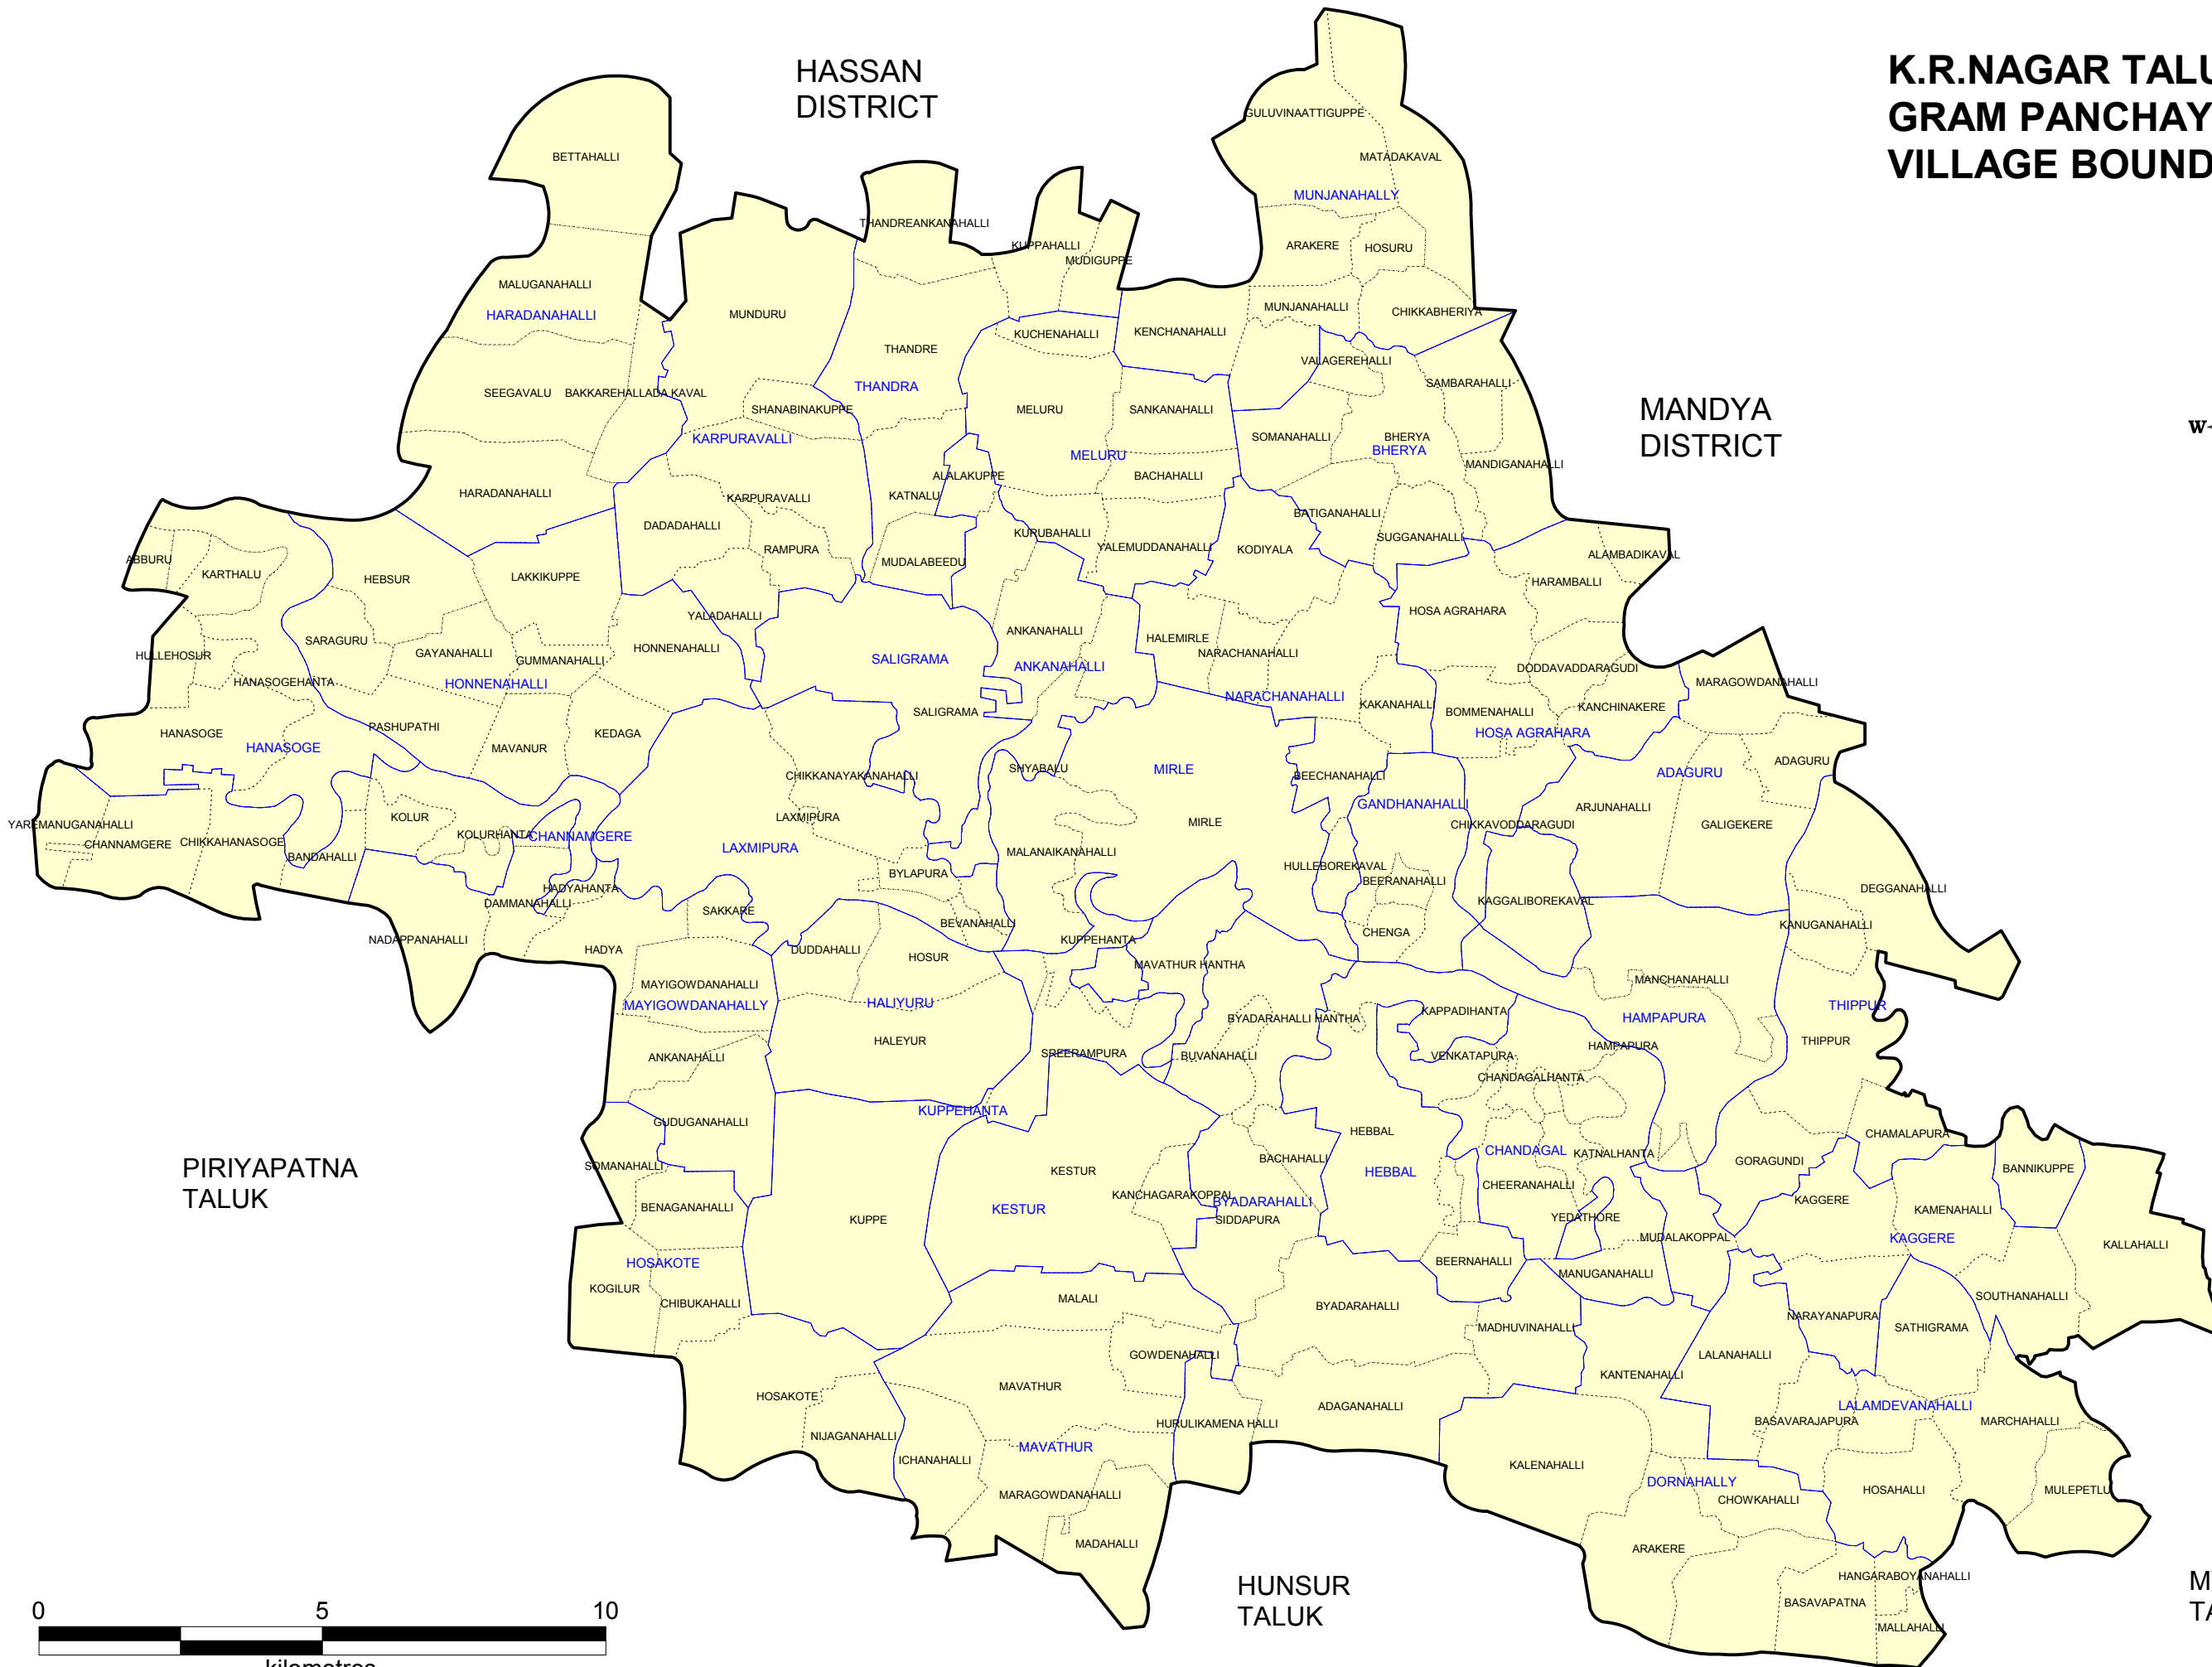 K.R.NAGAR TALU
GRAM PANCHAY
VILLAGE BOUND
HASSAN
DISTRICT
MANDYA
DISTRICT
W
PIRIYAPATNA
TALUK
HUNSUR
TALUK
M
TA
BETTAHALLI
MALUGANAHALLI
HARADANAHALLI
SEEGAVALU
BAKKAREHALLADA KAVAL
HARADANAHALLI
MUNDURU
SHANABINAKUPPE
KARPURAVALLI
KARPURAVALLI
DADADAHALLI
RAMPURA
THANDREANKANAHALLI
KUPPAHALLI
MUDIGUPPE
THANDRE
THANDRA
KATNALU
ALALAKUPPE
MUDALABEEDU
KUCHENAHALLI
KENCHANAHALLI
MELURU
SANKANAHALLI
MELURU
BACHAHALLI
KURUBAHALLI
YALEMUDDANAHALLI
GULUVINAATTIGUPPE
MATADAKAVAL
MUNJANAHALLY
ARAKERE
HOSURU
MUNJANAHALLI
CHIKKABHERIYA
VALAGEREHALLI
SAMBARAHALLI
SOMANAHALLI
BHERYA
BHERYA
MANDIGANAHALLI
BATIGANAHALLI
SUGGANAHALLI
KODIYALA
ALAMBADIKAVAL
HARAMBALLI
HOSA AGRAHARA
DODDAVADDARAGUDI
KANCHINAKERE
BOMMENAHALLI
HOSA AGRAHARA
MARAGOWDANAHALLI
ADAGURU
ADAGURU
ARJUNAHALLI
GALIGEKERE
ABBURU
KARTHALU
HEBSUR
LAKKIKUPPE
HULLEHOSUR
HANASOGEHANTA
SARAGURU
GAYANAHALLI
GUMMANAHALLI
HONNENAHALLI
HONNENAHALLI
YALADAHALLI
HANASOGE
HANASOGE
PASHUPATHI
MAVANUR
KEDAGA
YAREMANUGANAHALLI
CHANNAMGERE
CHIKKAHANASOGE
BANDAHALLI
KOLUR
KOLURHANTA
CHANNAMGERE
HADYAHANTA
DAMMANAHALLI
NADAPPANAHALLI
HADYA
SAKKARE
SALIGRAMA
SALIGRAMA
ANKANAHALLI
ANKANAHALLI
HALEMIRLE
NARACHANAHALLI
NARACHANAHALLI
KAKANAHALLI
CHIKKANAYAKANAHALLI
LAXMIPURA
LAXMIPURA
BYLAPURA
BEVANAHALLI
SHYABALU
MIRLE
MIRLE
MALANAIKANAHALLI
BEECHANAHALLI
GANDHANAHALLI
CHIKKAVODDARAGUDI
HULLEBOREKAVAL
BEERANAHALLI
CHENGA
KAGGALIBOREKAVAL
KUPPEHANTA
MAVATHUR HANTHA
DEGGANAHALLI
KANUGANAHALLI
MANCHANAHALLI
THIPPUR
THIPPUR
HAMPAPURA
HAMPAPURA
MAYIGOWDANAHALLI
MAYIGOWDANAHALLY
ANKANAHALLI
DUDDAHALLI
HOSUR
HALIYURU
HALEYUR
SREERAMPURA
BYADARAHALLI HANTHA
BUVANAHALLI
KAPPADIHANTA
VENKATAPURA
CHANDAGALHANTA
GUDUGANAHALLI
SOMANAHALLI
BENAGANAHALLI
HOSAKOTE
KOGILUR
CHIBUKAHALLI
KUPPEHANTA
KUPPE
KESTUR
KESTUR
KANCHAGARAKOPPAL
BACHAHALLI
BYADARAHALLI
SIDDAPURA
HEBBAL
HEBBAL
CHANDAGAL
KATNALHANTA
CHEERANAHALLI
YEDATHORE
BEERNAHALLI
MANUGANAHALLI
MUDALAKOPPAL
CHAMALAPURA
GORAGUNDI
KAGGERE
KAMENAHALLI
KAGGERE
BANNIKUPPE
KALLAHALLI
SOUTHANAHALLI
NARAYANAPURA
SATHIGRAMA
MALALI
GOWDENAHALLI
BYADARAHALLI
MADHUVINAHALLI
LALANAHALLI
KANTENAHALLI
HOSAKOTE
NIJAGANAHALLI
MAVATHUR
MAVATHUR
HURULIKAMENA HALLI
ADAGANAHALLI
ICHANAHALLI
MARAGOWDANAHALLI
MADAHALLI
BASAVARAJAPURA
LALAMDEVANAHALLI
MARCHAHALLI
KALENAHALLI
DORNAHALLY
CHOWKAHALLI
HOSAHALLI
MULEPETLU
ARAKERE
HANGARABOYANAHALLI
BASAVAPATNA
MALLAHALLI
0 5 10
kilometres